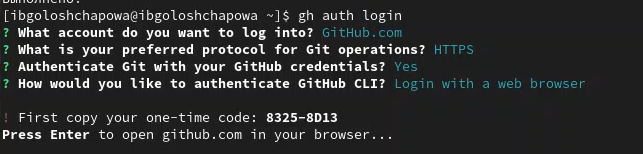 [ibgoloshchapowa@ibgoloshchapowa ~]$ gh auth login
? What account do you want to log into? GitHub.com
? What is your preferred protocol for Git operations? HTTPS
? Authenticate Git with your GitHub credentials? Yes
? How would you like to authenticate GitHub CLI? Login with a web browser
! First copy your one-time code: 8325-8D13
Press Enter to open github.com in your browser...